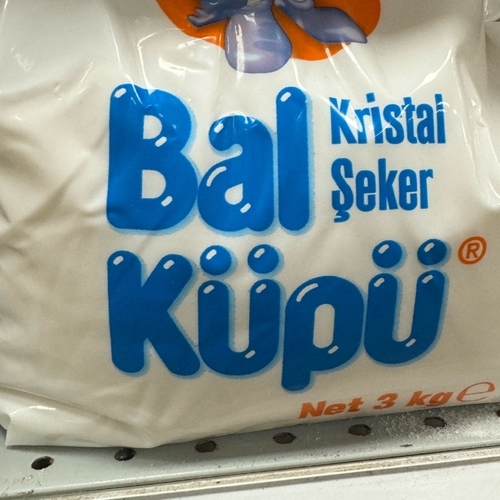 Bal
Kristal
Şeker
Küpü®
Net 3 kg ℮